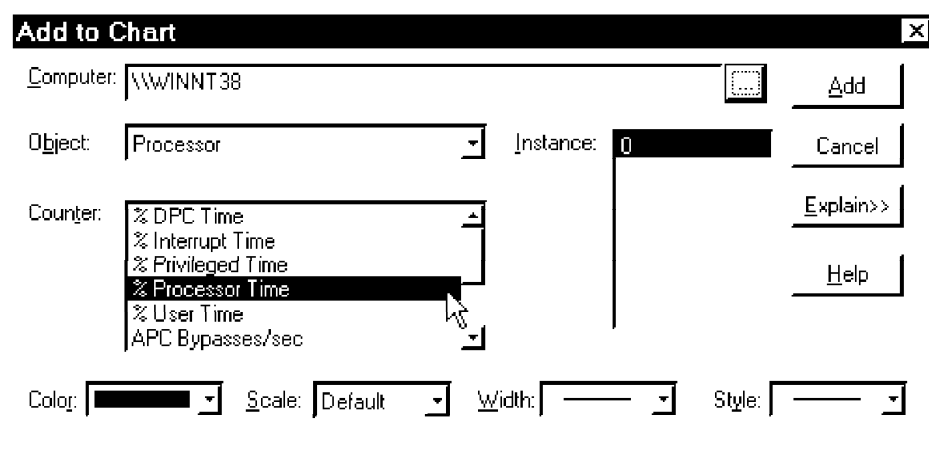 Add to Chart
Computer: \\WINNT38 ... Add
Object: Processor Instance: 0 Cancel
Counter: % DPC Time Explain>>
% Interrupt Time
% Privileged Time
% Processor Time Help
% User Time
APC Bypasses/sec
Color: Scale: Default Width: Style: